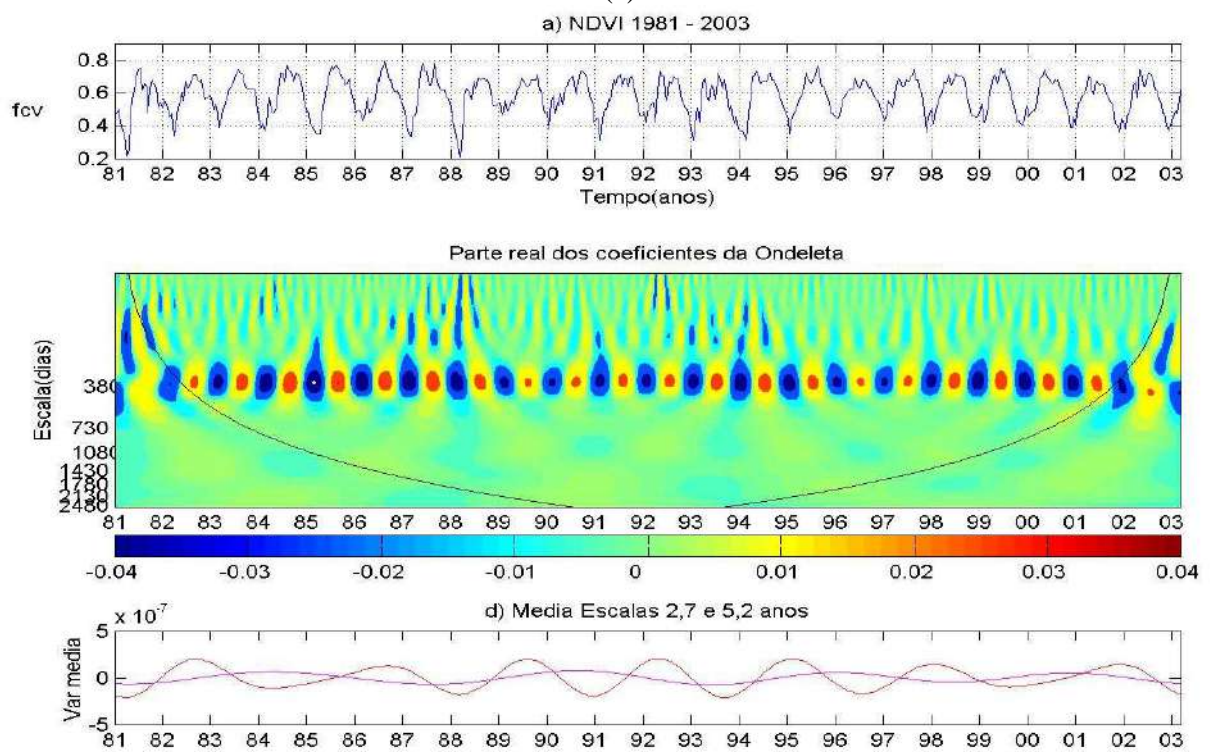 a) NDVI 1981 - 2003
0.8
0.6
fcv
0.4
0.2
81 82 83 84 85 86 87 88 89 90 91 92 93 94 95 96 97 98 99 00 01 02 03
Tempo(anos)
Parte real dos coeficientes da Ondeleta
Escala(dias)
380
730
1080
1430
1780
2130
2480
81 82 83 84 85 86 87 88 89 90 91 92 93 94 95 96 97 98 99 00 01 02 03
-0.04 -0.03 -0.02 -0.01 0 0.01 0.02 0.03 0.04
x 10-7
d) Media Escalas 2,7 e 5,2 anos
Var media
5
0
-5
81 82 83 84 85 86 87 88 89 90 91 92 93 94 95 96 97 98 99 00 01 02 03